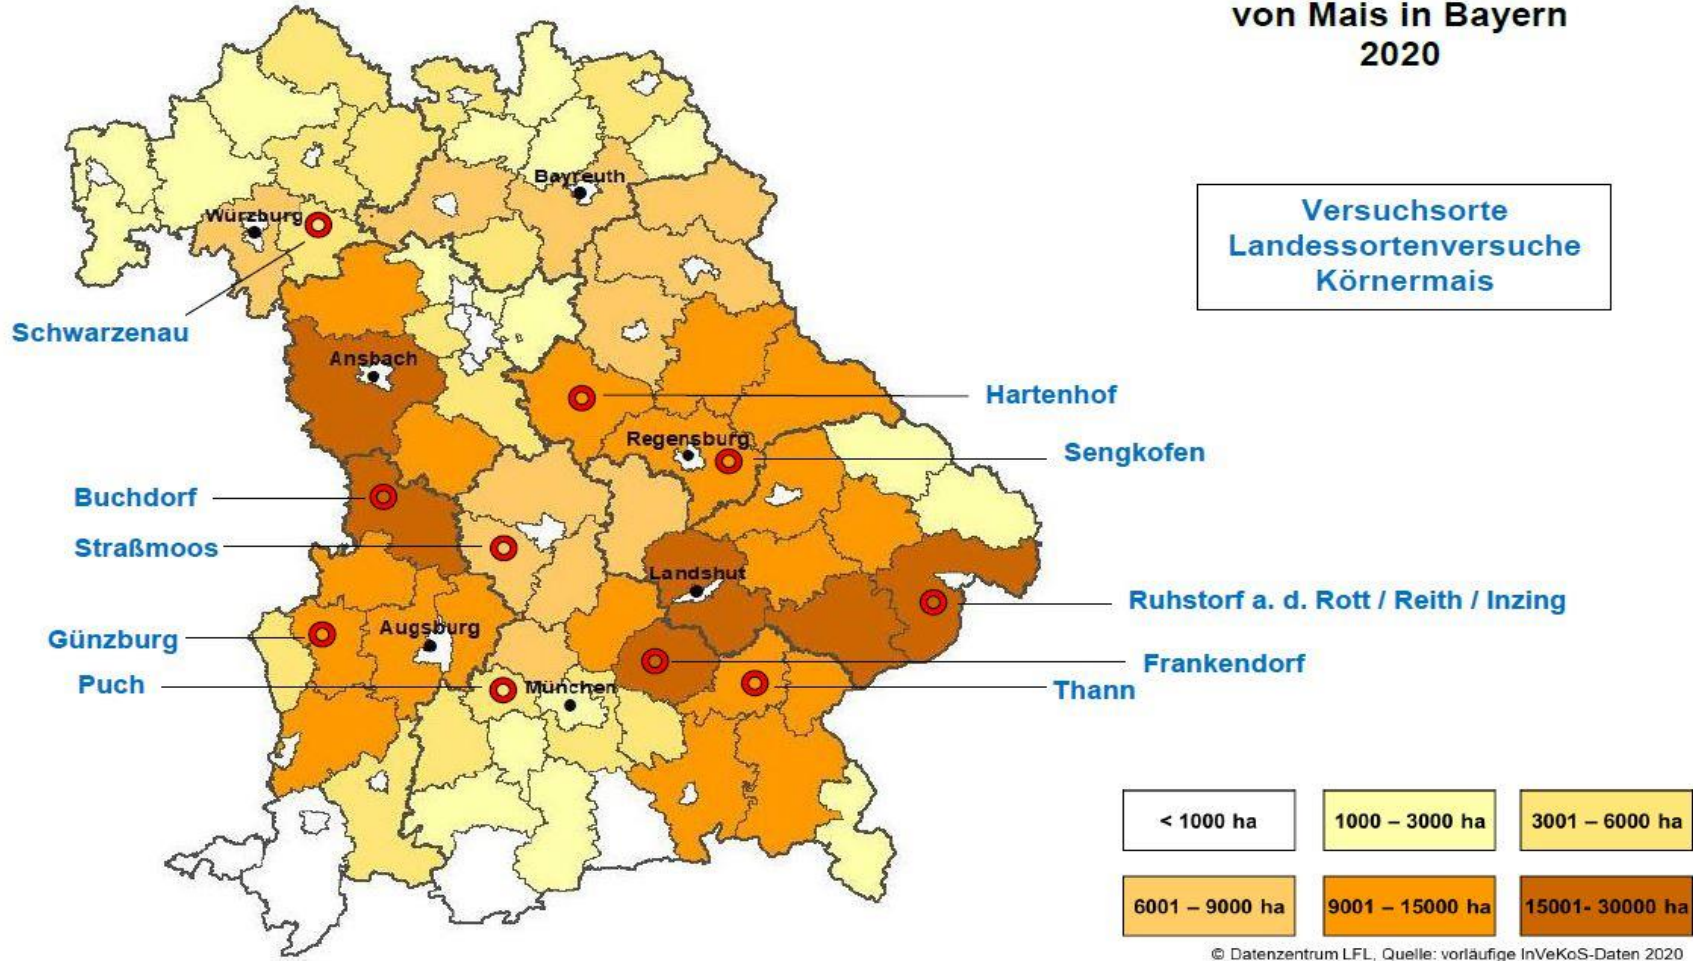 von Mais in Bayern
2020
Versuchsorte
Landessortenversuche
Körnermais
Bayreuth
Würzburg
Schwarzenau
Ansbach
Hartenhof
Regensburg
Sengkofen
Buchdorf
Straßmoos
Landshut
Ruhstorf a. d. Rott / Reith / Inzing
Augsburg
Günzburg
Frankendorf
Puch
München
Thann
< 1000 ha
1000 – 3000 ha
3001 – 6000 ha
6001 – 9000 ha
9001 – 15000 ha
15001- 30000 ha
© Datenzentrum LFL, Quelle: vorläufige InVeKoS-Daten 2020